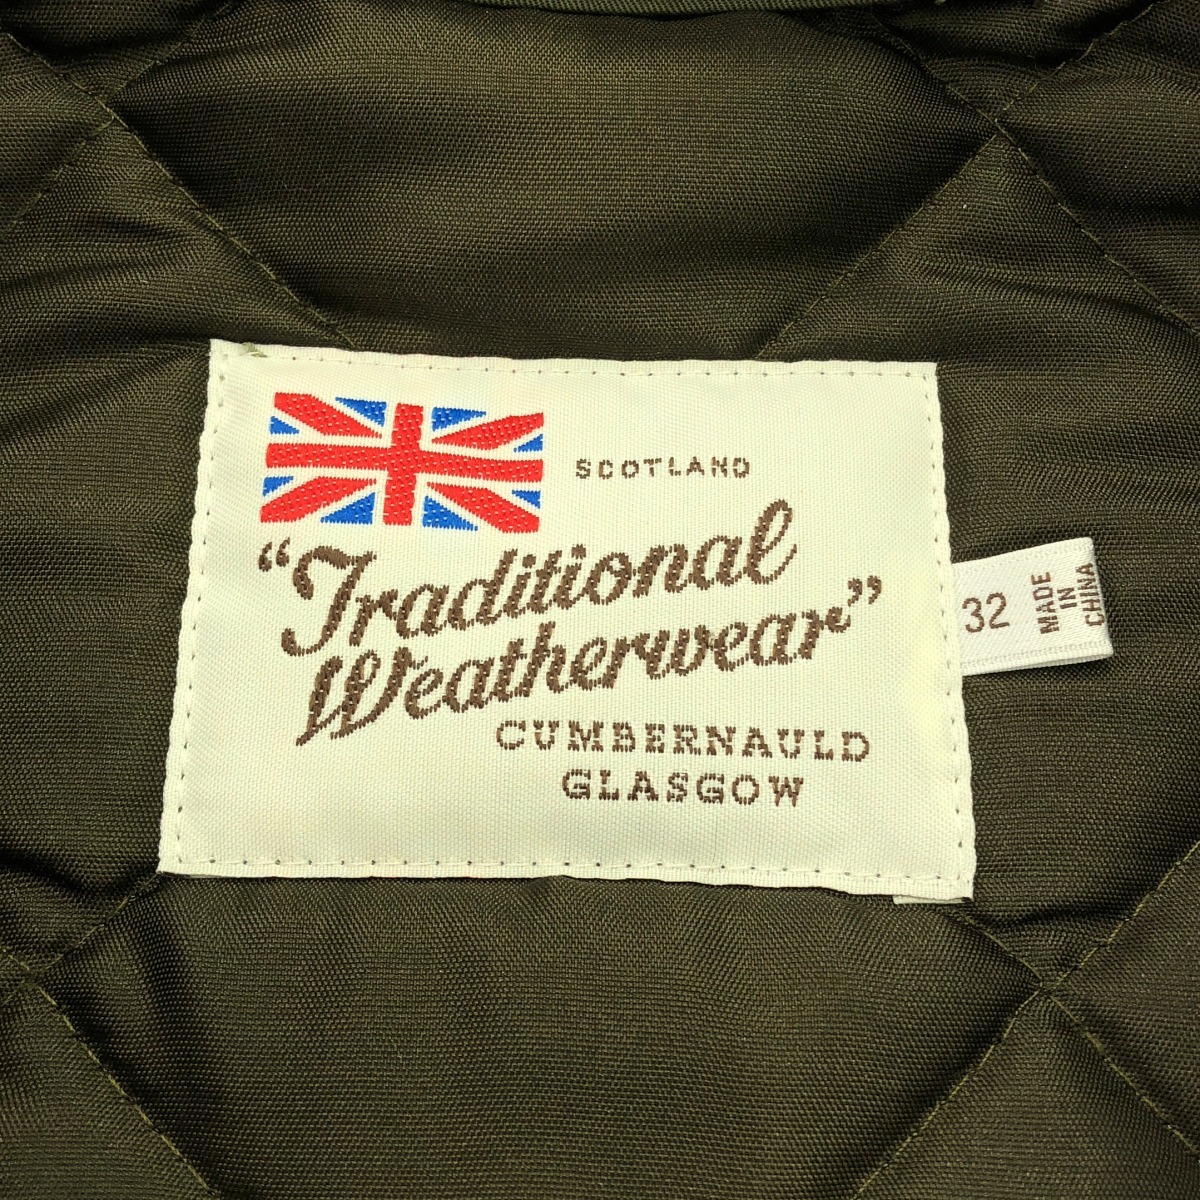 SCOTLAND
"Traditional
Weatherwear"
CUMBERNAULD
GLASGOW
32
MADE
IN
CHINA